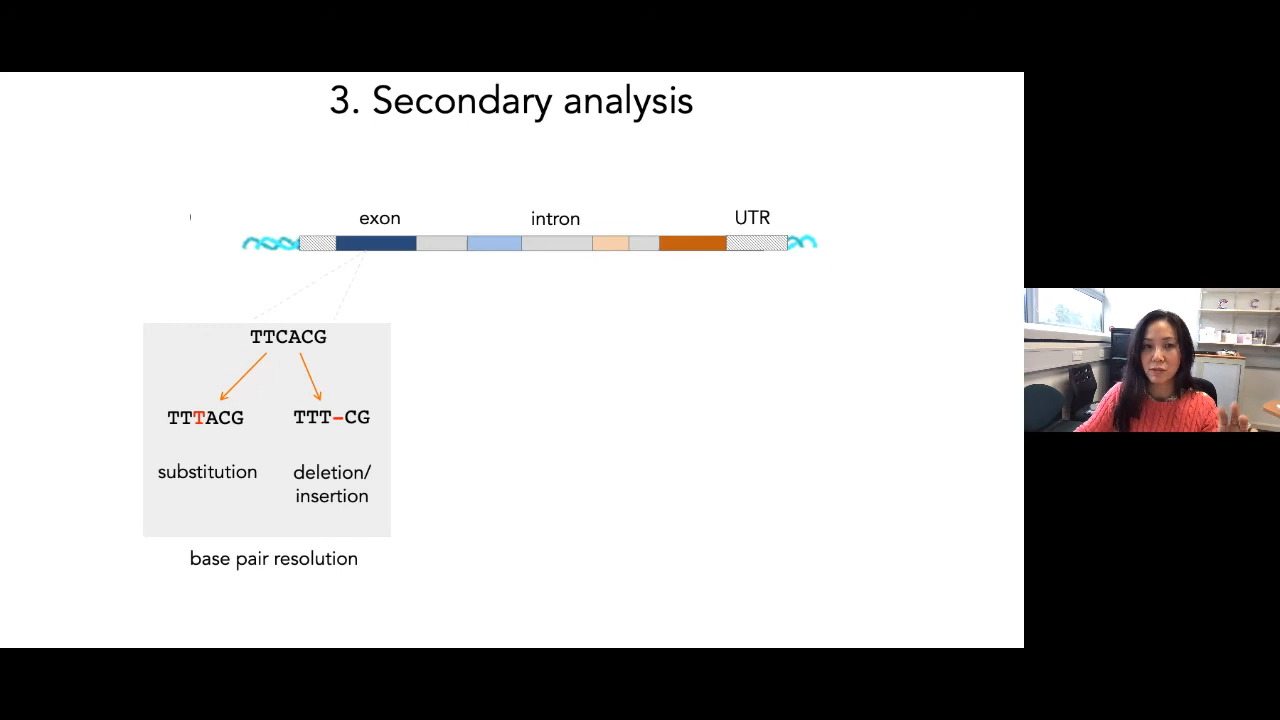 3. Secondary analysis
exon intron UTR
TTCACG
TTTACG TTT-CG
substitution deletion/
insertion
base pair resolution